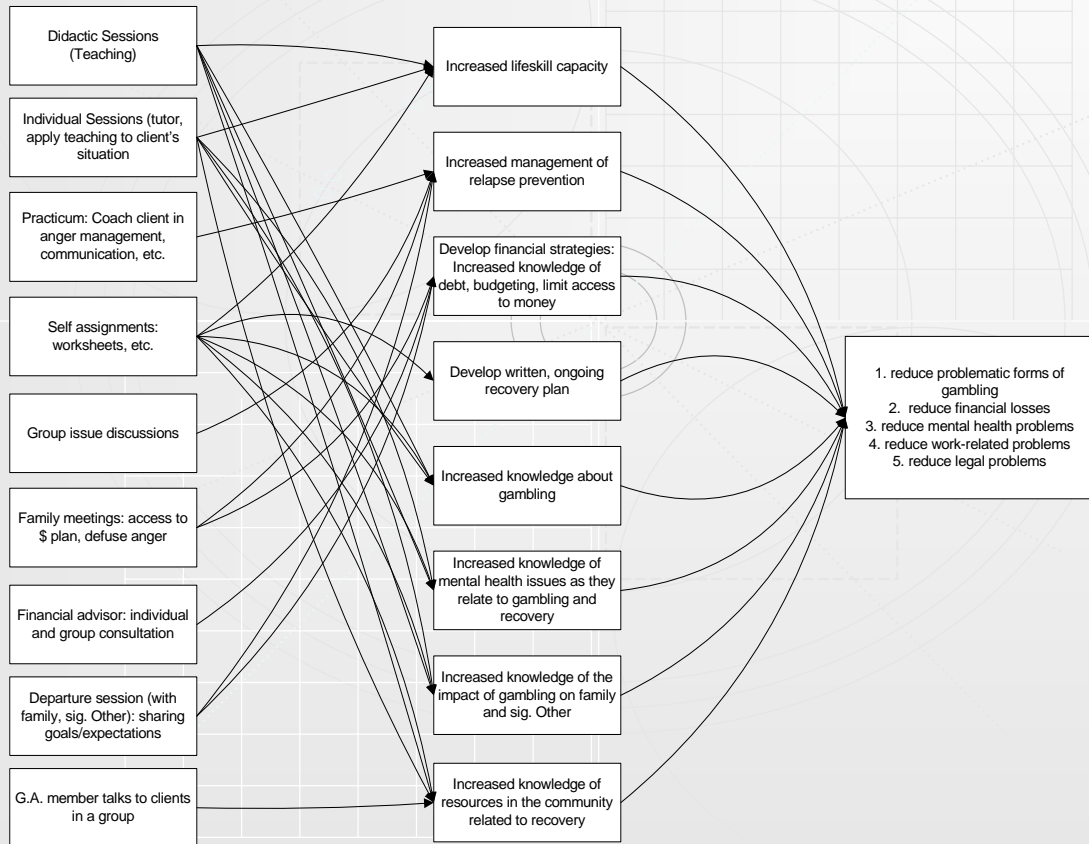 Didactic Sessions
(Teaching)
Individual Sessions (tutor,
apply teaching to client's
situation
Practicum: Coach client in
anger management,
communication, etc.
Self assignments:
worksheets, etc.
Group issue discussions
Family meetings: access to
$ plan, defuse anger
Financial advisor: individual
and group consultation
Departure session (with
family, sig. Other): sharing
goals/expectations
G.A. member talks to clients
in a group
Increased lifeskill capacity
Increased management of
relapse prevention
Develop financial strategies:
Increased knowledge of
debt, budgeting, limit access
to money
Develop written, ongoing
recovery plan
Increased knowledge about
gambling
Increased knowledge of
mental health issues as they
relate to gambling and
recovery
Increased knowledge of the
impact of gambling on family
and sig. Other
Increased knowledge of
resources in the community
related to recovery
1. reduce problematic forms of
gambling
2. reduce financial losses
3. reduce mental health problems
4. reduce work-related problems
5. reduce legal problems